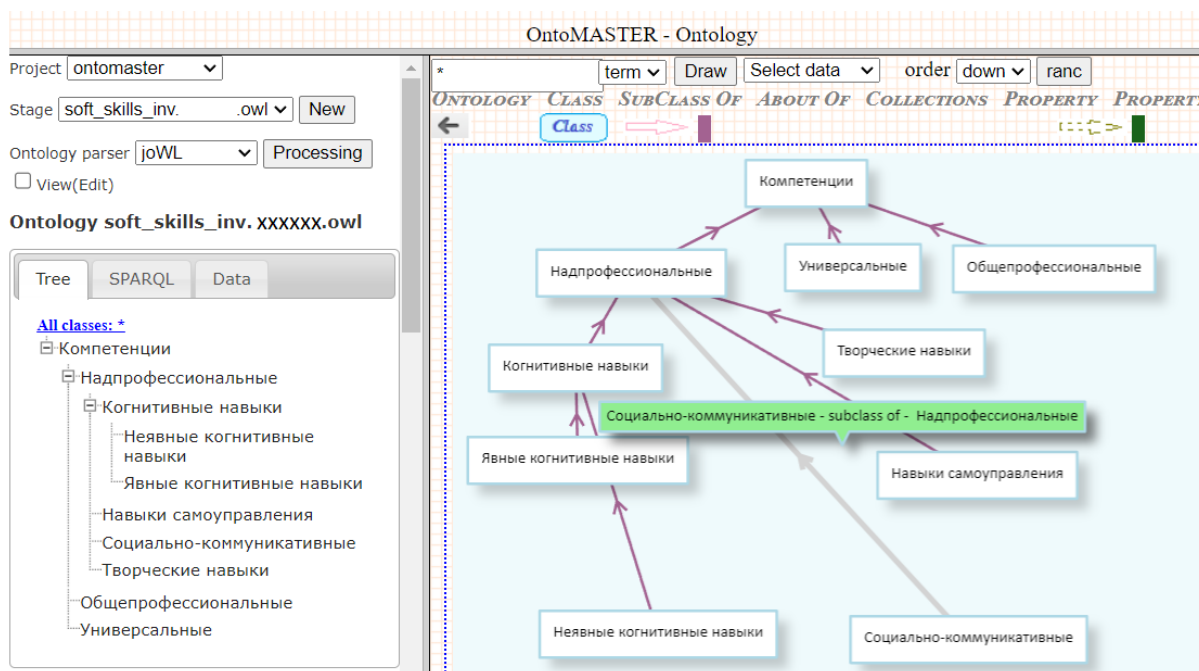 OntoMASTER - Ontology
Project ontomaster
Stage soft_skills_inv. .owl New
Ontology parser joWL Processing
View(Edit)
Ontology soft_skills_inv. XXXXXX.owl
Tree SPARQL Data
All classes: *
Компетенции
Надпрофессиональные
Когнитивные навыки
Неявные когнитивные
навыки
Явные когнитивные навыки
Навыки самоуправления
Социально-коммуникативные
Творческие навыки
Общепрофессиональные
Универсальные
* term Draw Select data order down ranc
Ontology Class SubClass Of About Of Collections Property Property
Class
Компетенции
Надпрофессиональные
Универсальные
Общепрофессиональные
Творческие навыки
Когнитивные навыки
Социально-коммуникативные - subclass of - Надпрофессиональные
Явные когнитивные навыки
Навыки самоуправления
Неявные когнитивные навыки
Социально-коммуникативные